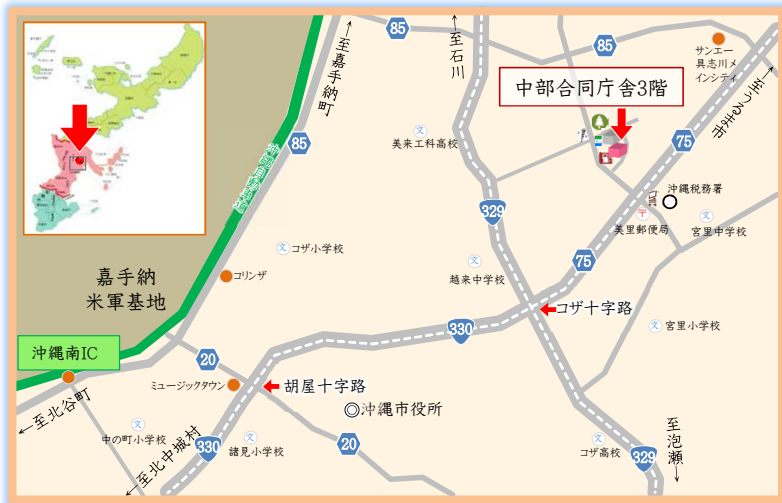 85
←至嘉手納町
←至石川
85
サンエー
具志川メ
インシティ
→至うるま市
中部合同庁舎3階
85
文
美来工科高校
75
沖縄自動車道
329
沖縄税務署
〒
美里郵便局
文
宮里中学校
文
コザ小学校
文
越来中学校
75
嘉手納
米軍基地
コリンザ
コザ十字路
330
文
宮里小学校
沖縄南IC
20
ミュージックタウン
胡屋十字路
←至北谷町
沖縄市役所
文
中の町小学校
330
文
諸見小学校
20
文
コザ高校
329
至泡瀬→
←至北中城村